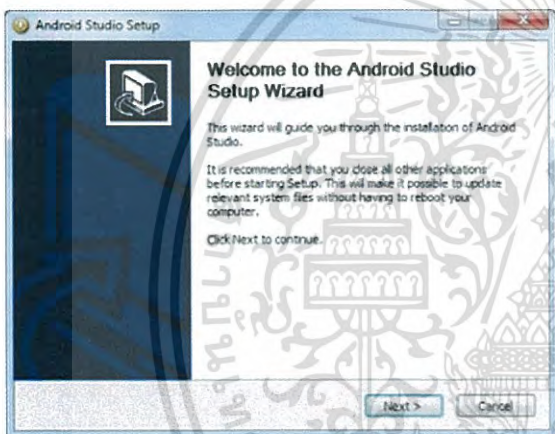 Android Studio Setup
Welcome to the Android Studio
Setup Wizard
This wizard will guide you through the installation of Android
Studio.
It is recommended that you close all other applications
before starting Setup. This will make it possible to update
relevant system files without having to reboot your
computer.
Click Next to continue.
Next >
Cancel